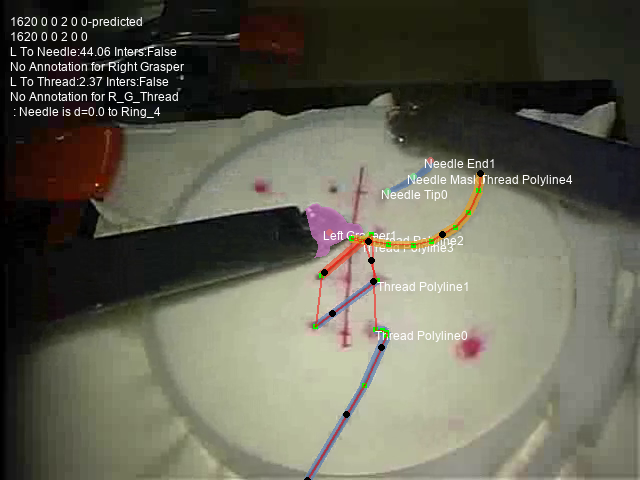 1620 0 0 2 0 0-predicted
1620 0 0 2 0 0
L To Needle:44.06 Inters:False
No Annotation for Right Grasper
L To Thread:2.37 Inters:False
No Annotation for R_G_Thread
: Needle is d=0.0 to Ring_4
Needle End1
Needle Mask Thread Polyline4
Needle Tip0
Left Grasper1 Thread Polyline2
Thread Polyline3
Thread Polyline1
Thread Polyline0